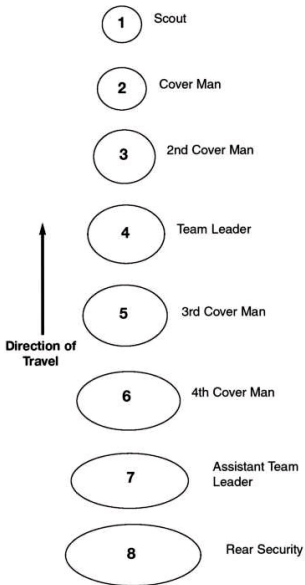 1
Scout
2
Cover Man
3
2nd Cover Man
4
Team Leader
5
3rd Cover Man
Direction of
Travel
6
4th Cover Man
7
Assistant Team
Leader
8
Rear Security